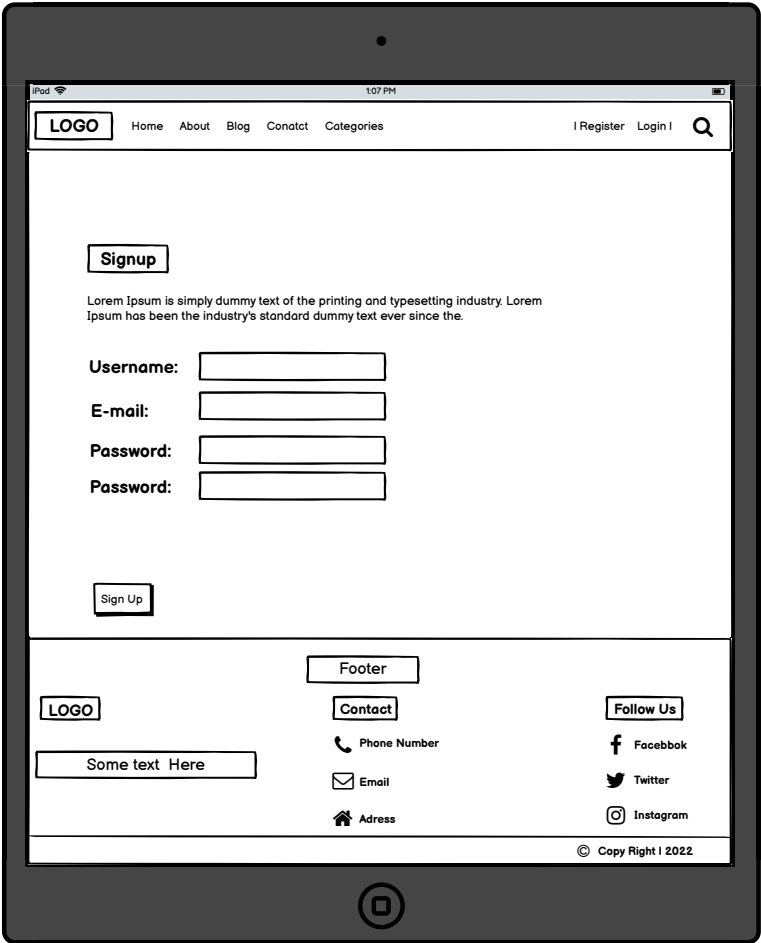 iPad
1:07 PM
LOGO Home About Blog Conatct Categories | Register Login |
Signup
Lorem Ipsum is simply dummy text of the printing and typesetting industry. Lorem
Ipsum has been the industry's standard dummy text ever since the.
Username:
E-mail:
Password:
Password:
Sign Up
Footer
LOGO
Some text Here
Contact
Phone Number
Email
Adress
Follow Us
Facebbok
Twitter
Instagram
© Copy Right | 2022